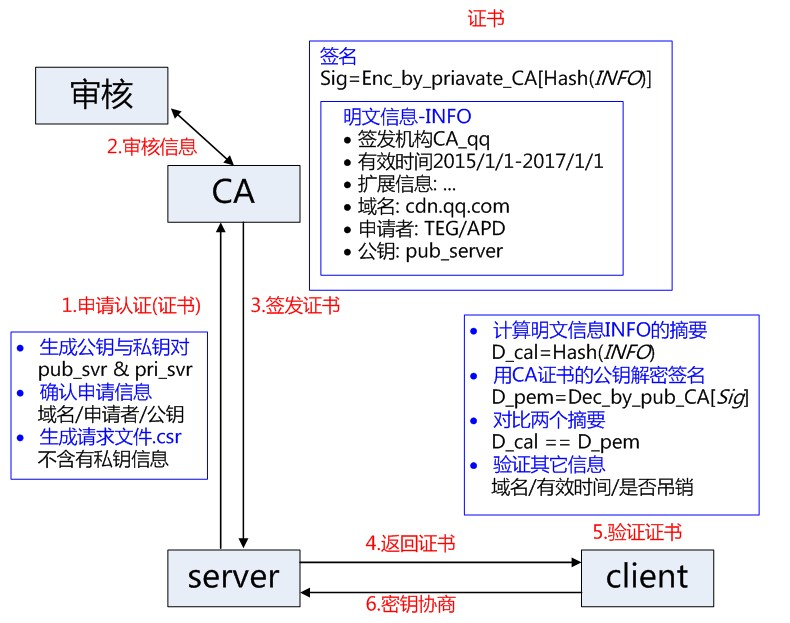 证书
签名
Sig=Enc_by_priavate_CA[Hash(INFO)]
明文信息-INFO
• 签发机构CA_qq
• 有效时间2015/1/1-2017/1/1
• 扩展信息: ...
• 域名: cdn.qq.com
• 申请者: TEG/APD
• 公钥: pub_server
审核
2.审核信息
CA
1.申请认证(证书)
3.签发证书
• 生成公钥与私钥对
pub_svr & pri_svr
• 确认申请信息
域名/申请者/公钥
• 生成请求文件.csr
不含有私钥信息
• 计算明文信息INFO的摘要
D_cal=Hash(INFO)
• 用CA证书的公钥解密签名
D_pem=Dec_by_pub_CA[Sig]
• 对比两个摘要
D_cal == D_pem
• 验证其它信息
域名/有效时间/是否吊销
5.验证证书
4.返回证书
server
client
6.密钥协商